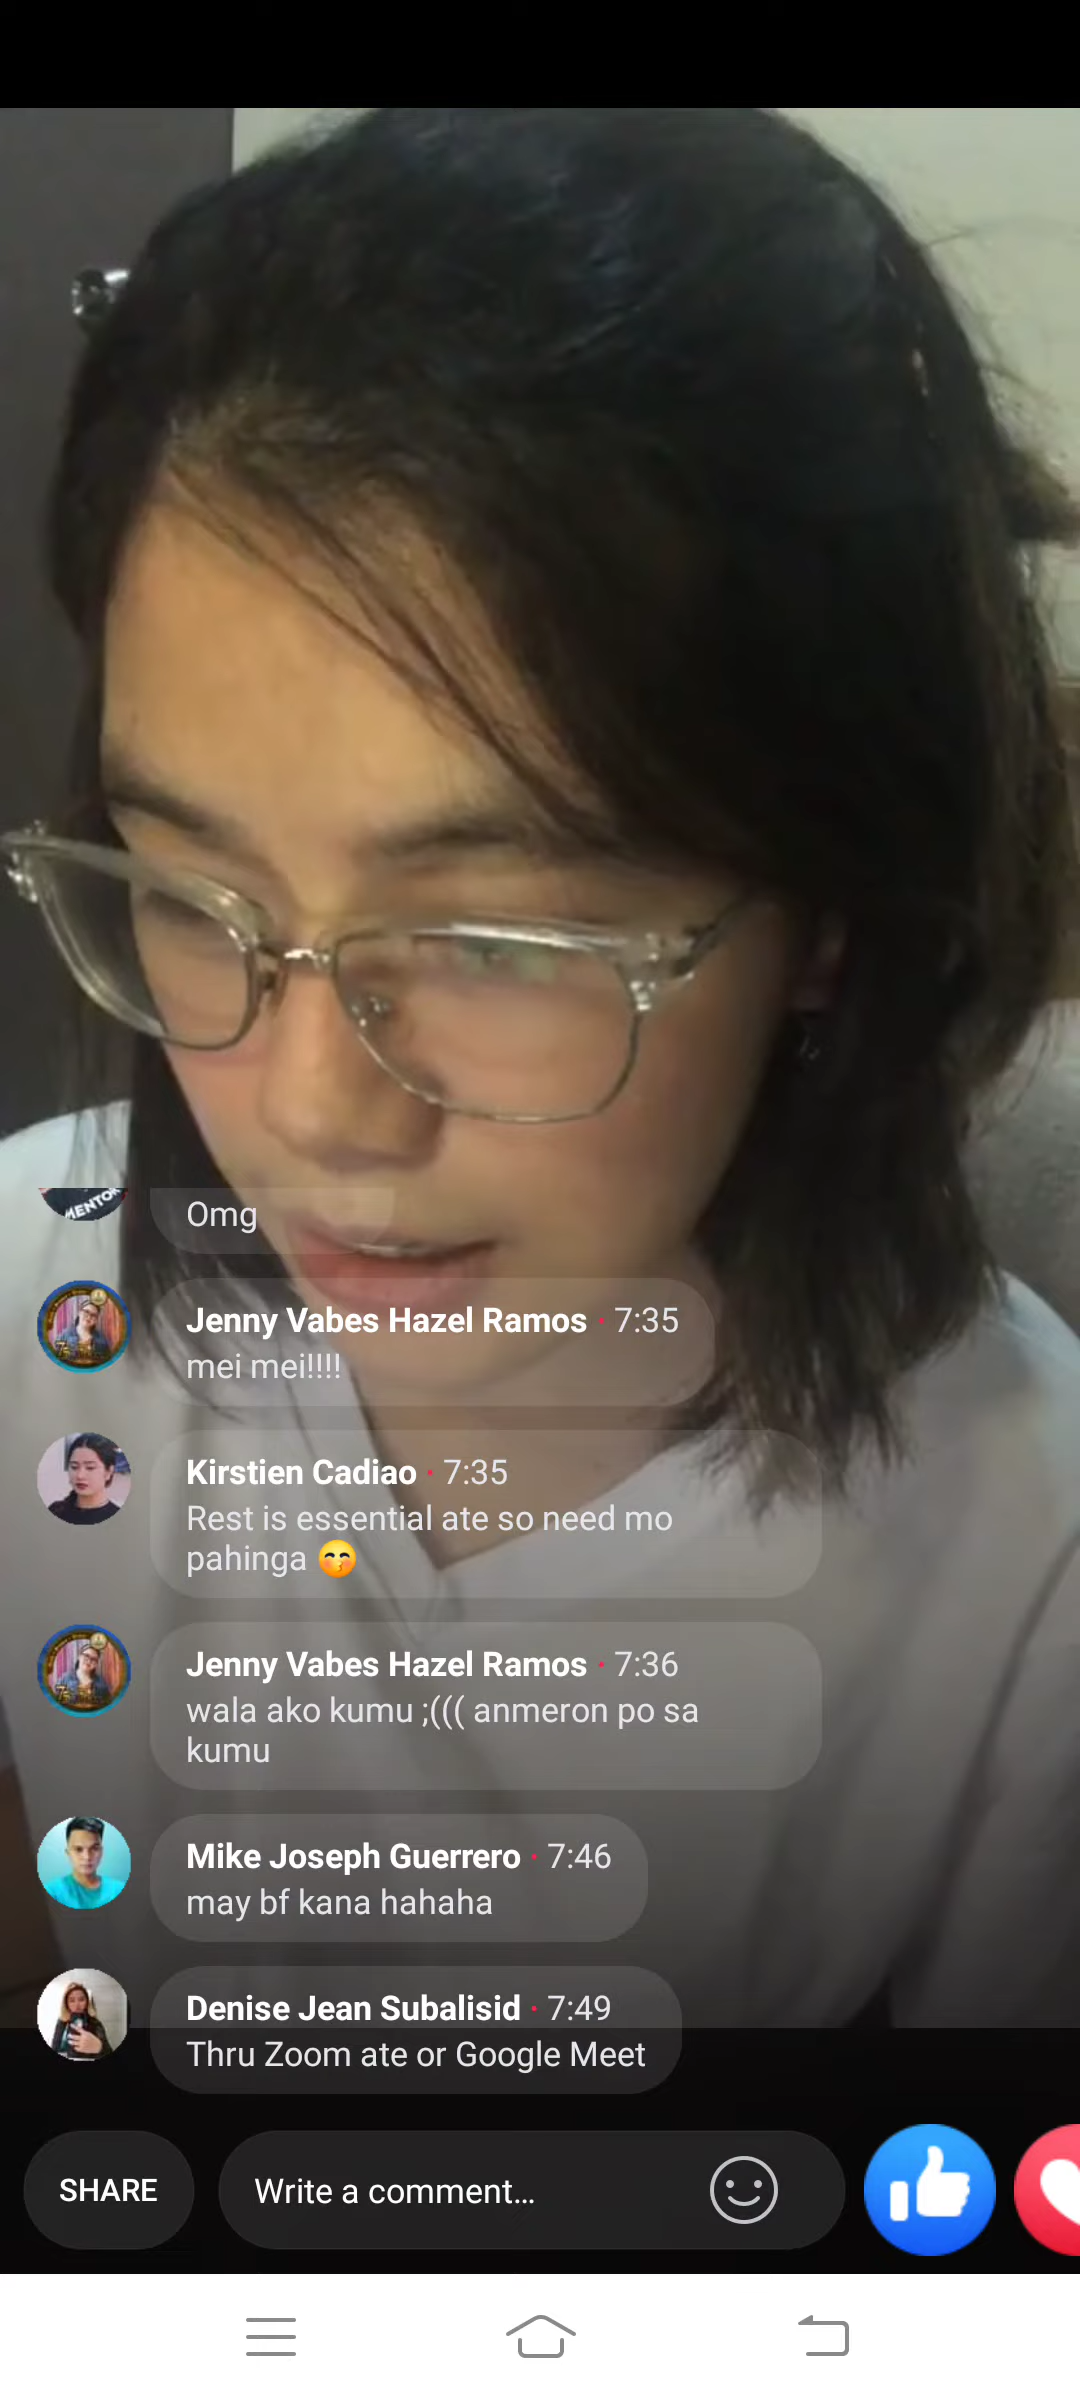 MENTOR
Omg
Jenny Vabes Hazel Ramos · 7:35
mei mei!!!!
Kirstien Cadiao · 7:35
Rest is essential ate so need mo
pahinga 😙
Jenny Vabes Hazel Ramos · 7:36
wala ako kumu ;((( anmeron po sa
kumu
Mike Joseph Guerrero · 7:46
may bf kana hahaha
Denise Jean Subalisid · 7:49
Thru Zoom ate or Google Meet
SHARE
Write a comment...